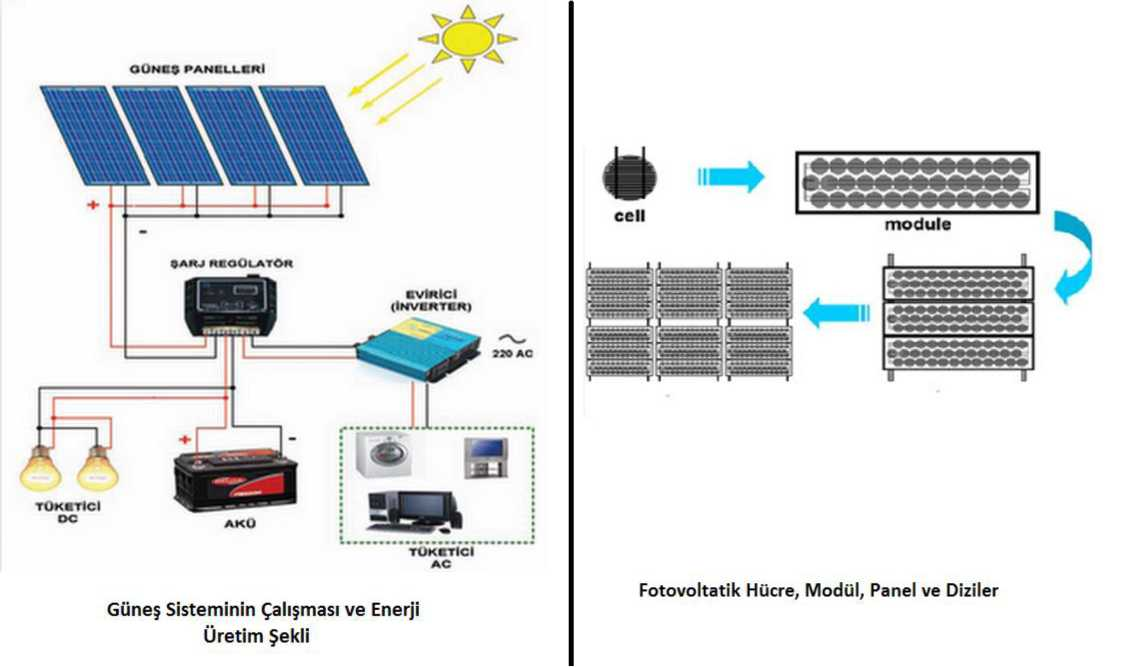 GÜNEŞ PANELLERİ
+
-
ŞARJ REGÜLATÖR
EVİRİCİ
(İNVERTER)
220 AC
+
-
TÜKETİCİ
DC
AKÜ
TÜKETİCİ
AC
Güneş Sisteminin Çalışması ve Enerji
Üretim Şekli
cell
module
Fotovoltatik Hücre, Modül, Panel ve Diziler